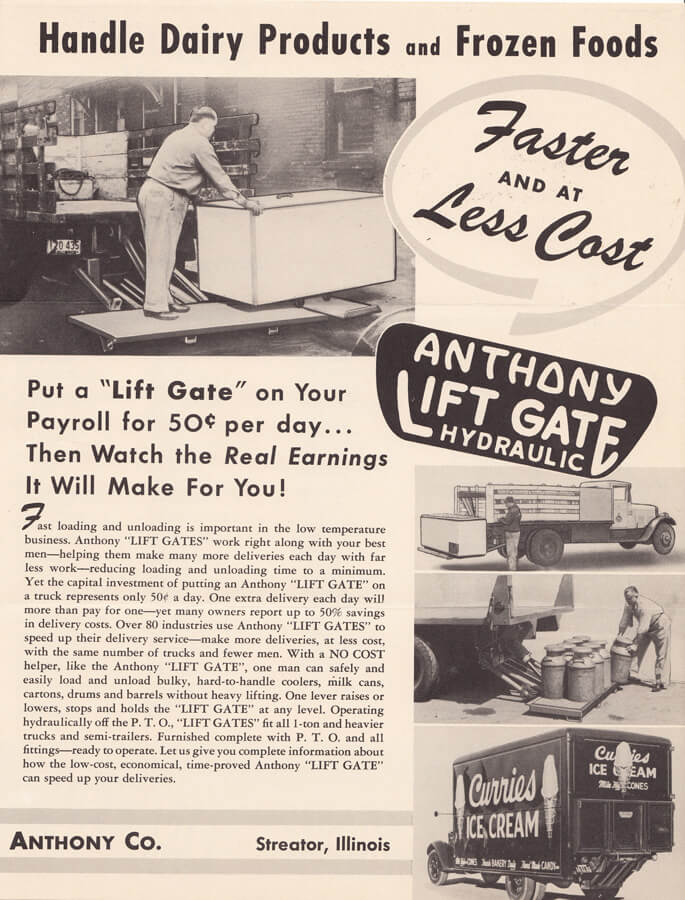 Handle Dairy Products and Frozen Foods
Faster
AND AT
Less Cost
20 435
ANTHONY
LIFT GATE
HYDRAULIC
Put a "Lift Gate" on Your
Payroll for 50¢ per day...
Then Watch the Real Earnings
It Will Make For You!
Fast loading and unloading is important in the low temperature
business. Anthony "LIFT GATES" work right along with your best
men—helping them make many more deliveries each day with far
less work—reducing loading and unloading time to a minimum.
Yet the capital investment of putting an Anthony "LIFT GATE" on
a truck represents only 50¢ a day. One extra delivery each day will
more than pay for one—yet many owners report up to 50% savings
in delivery costs. Over 80 industries use Anthony "LIFT GATES" to
speed up their delivery service—make more deliveries, at less cost,
with the same number of trucks and fewer men. With a NO COST
helper, like the Anthony "LIFT GATE", one man can safely and
easily load and unload bulky, hard-to-handle coolers, milk cans,
cartons, drums and barrels without heavy lifting. One lever raises or
lowers, stops and holds the "LIFT GATE" at any level. Operating
hydraulically off the P. T. O., "LIFT GATES" fit all 1-ton and heavier
trucks and semi-trailers. Furnished complete with P. T. O. and all
fittings—ready to operate. Let us give you complete information about
how the low-cost, economical, time-proved Anthony "LIFT GATE"
can speed up your deliveries.
Curries
ICE CREAM
CONES
Curries
ICE CREAM
CONES Fresh BAKERY Daily Hand Made CANDY
ANTHONY CO. Streator, Illinois